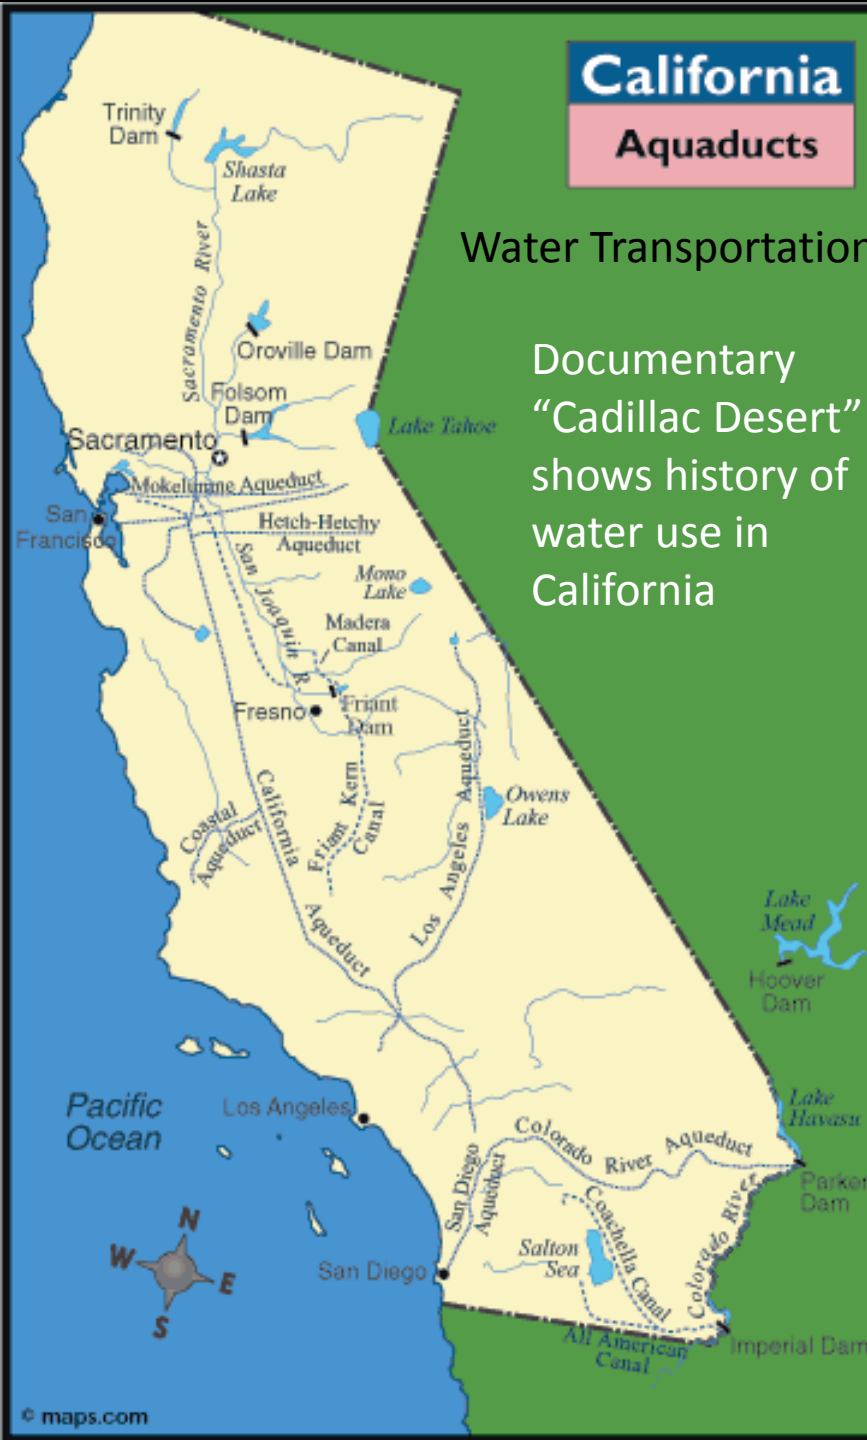 California
Aquaducts
Water Transportation
Documentary
“Cadillac Desert”
shows history of
water use in
California
Trinity
Dam
Shasta
Lake
Sacramento River
Oroville Dam
Folsom
Dam
Lake Tahoe
Sacramento
Mokelumne Aqueduct
San
Francisco
Hetch-Hetchy
Aqueduct
San Joaquin R.
Mono
Lake
Madera
Canal
Fresno
Friant
Dam
Friant Kern
Canal
California
Aqueduct
Coastal
Aqueduct
Los Angeles Aqueduct
Owens
Lake
Lake
Mead
Hoover
Dam
Pacific
Ocean
Los Angeles
Lake
Havasu
Colorado River Aqueduct
Parker
Dam
San Diego
Aqueduct
Coachella Canal
Colorado River
Salton
Sea
San Diego
All American
Canal
Imperial Dam
N
W
E
S
© maps.com